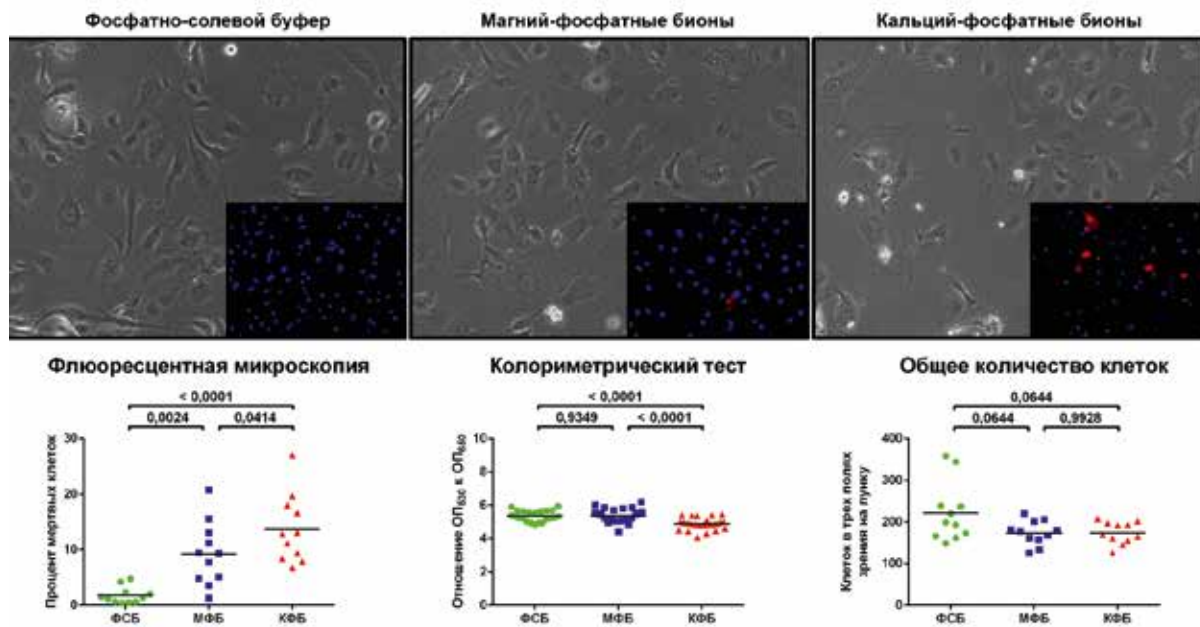 Фосфатно-солевой буфер
Магний-фосфатные бионы
Кальций-фосфатные бионы
Флюоресцентная микроскопия
< 0,0001
0,0024
0,0414
Процент мертвых клеток
30
20
10
0
ФСБ
МФБ
КФБ
Колориметрический тест
< 0,0001
0,9349
< 0,0001
Отношение ОП630 к ОП550
10
8
6
4
2
0
ФСБ
МФБ
КФБ
Общее количество клеток
0,0644
0,0644
0,9928
Клеток в трех полях
зрения на лунку
400
300
200
100
0
ФСБ
МФБ
КФБ